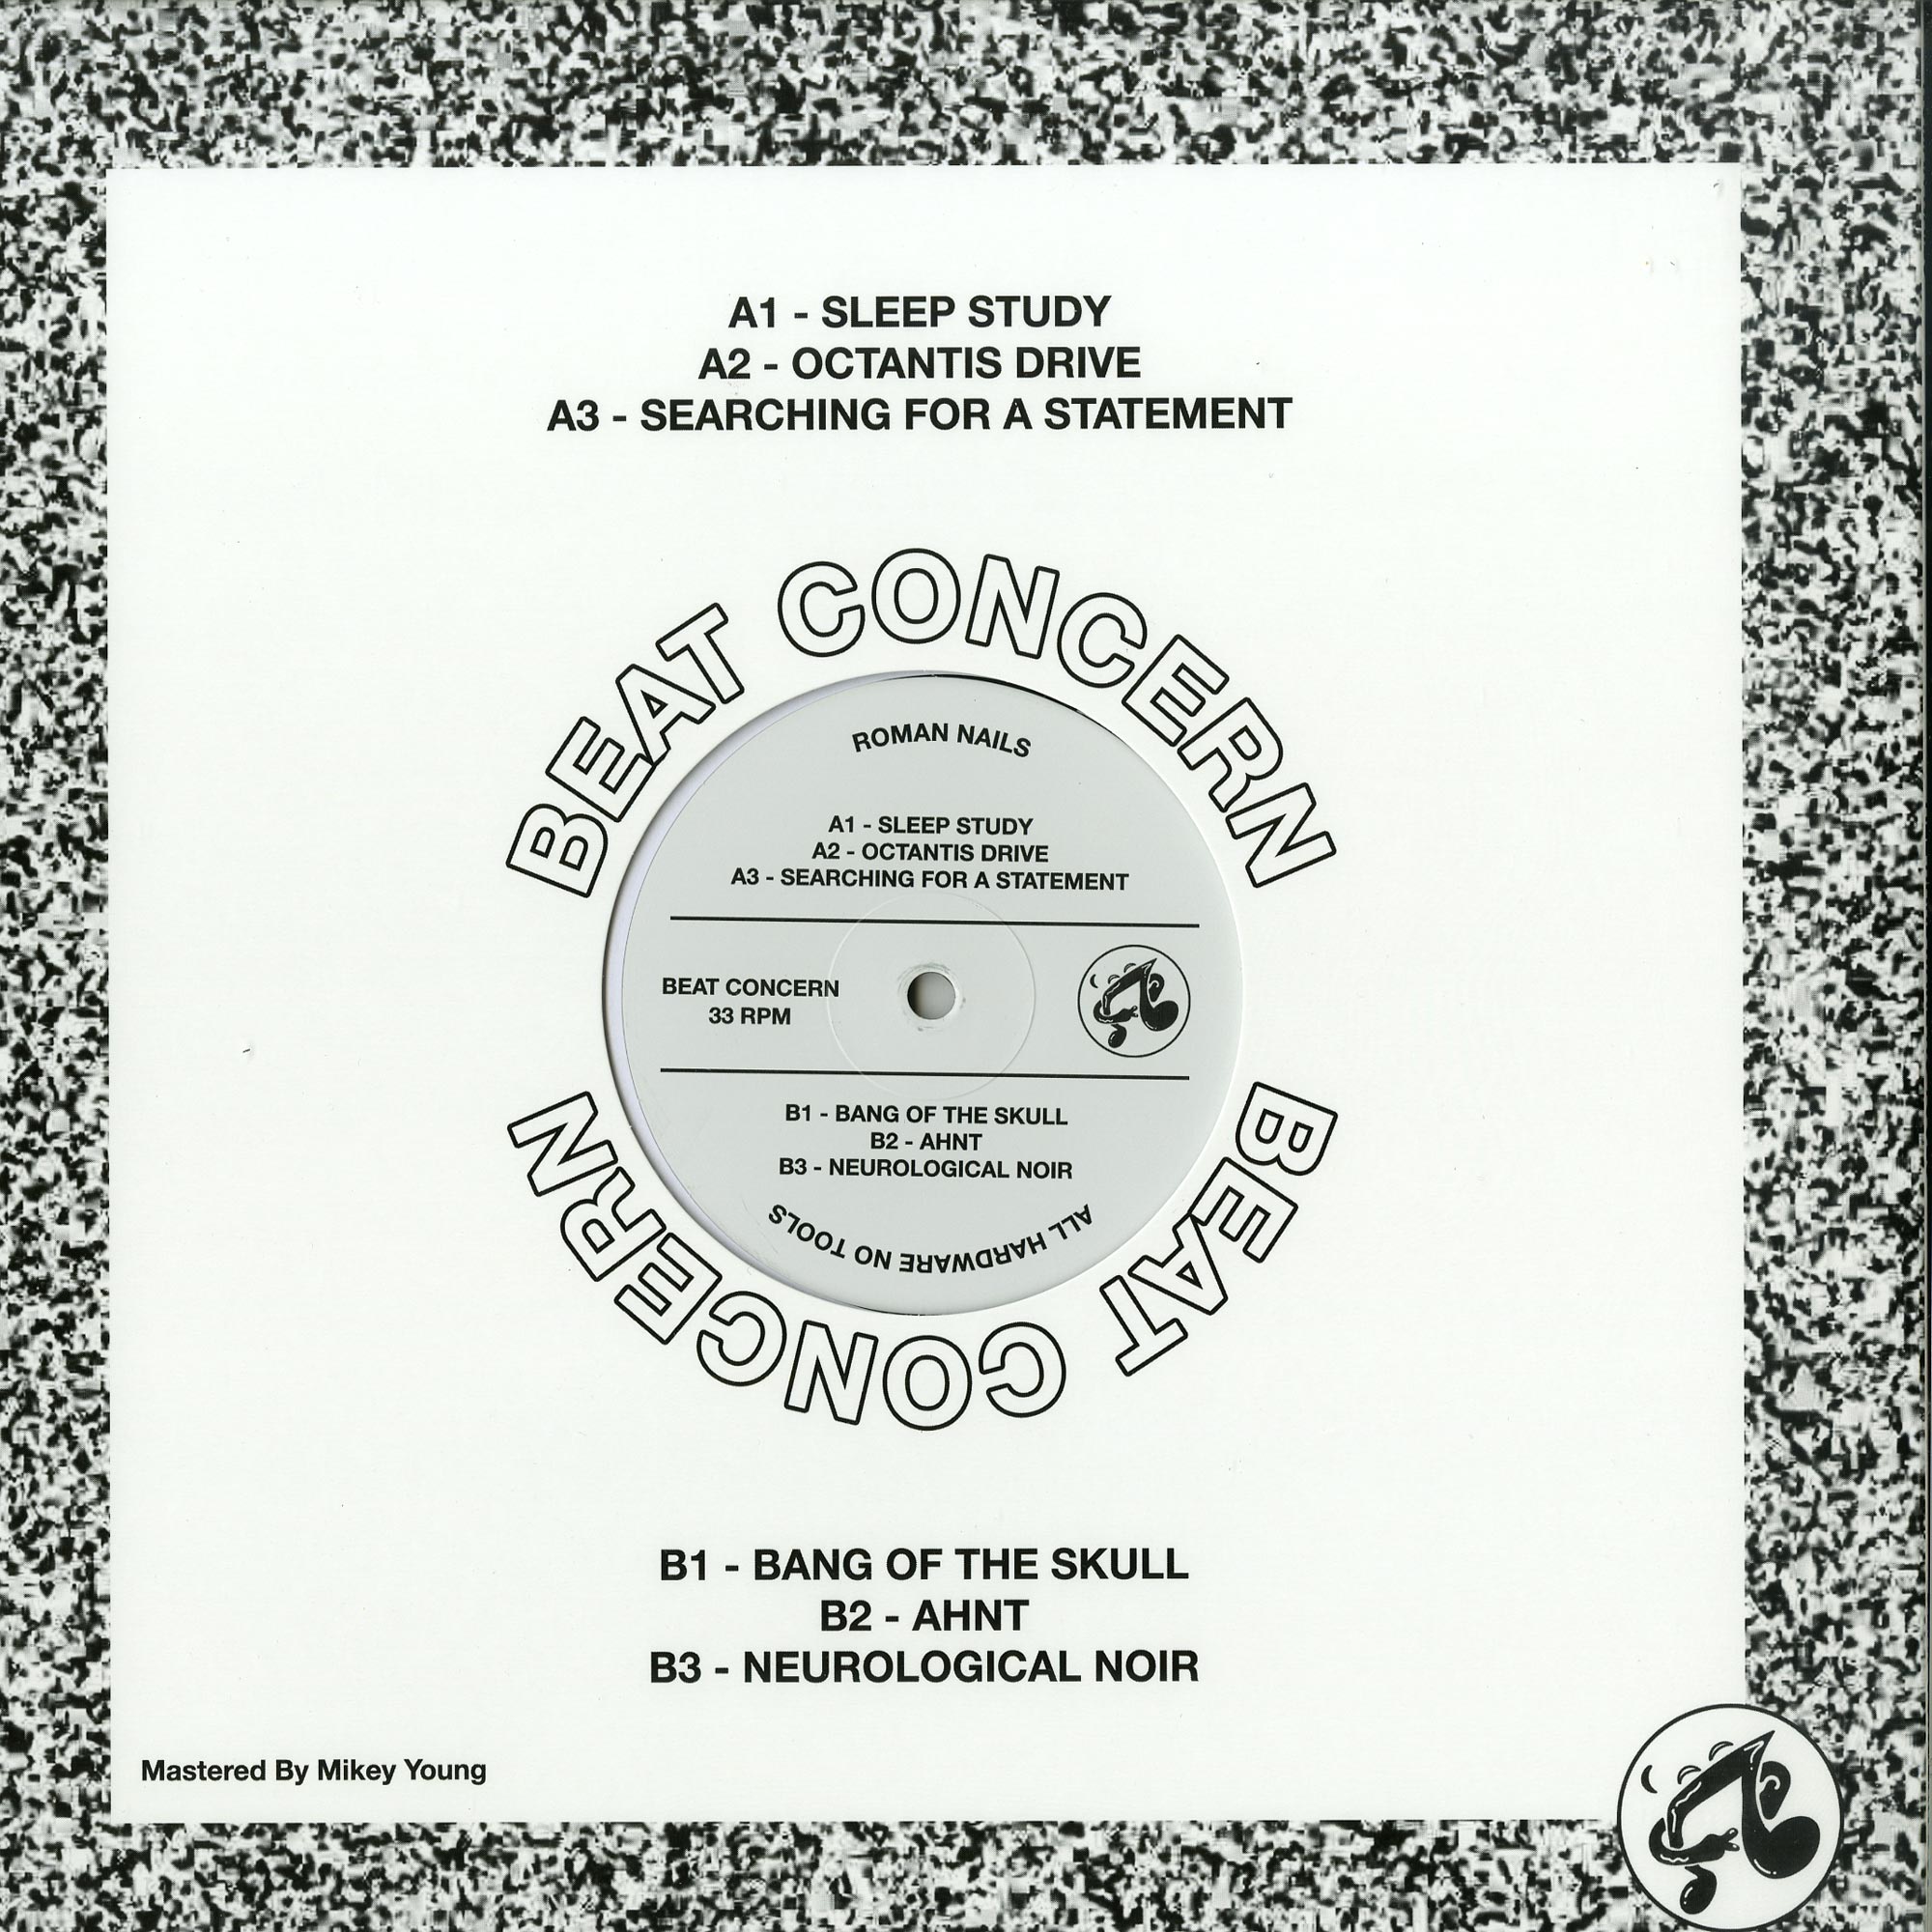 A1 - SLEEP STUDY
A2 - OCTANTIS DRIVE
A3 - SEARCHING FOR A STATEMENT
BEAT CONCERN
ROMAN NAILS
A1 - SLEEP STUDY
A2 - OCTANTIS DRIVE
A3 - SEARCHING FOR A STATEMENT
BEAT CONCERN
33 RPM
B1 - BANG OF THE SKULL
B2 - AHNT
B3 - NEUROLOGICAL NOIR
ALL HARDWARE NO TOOLS
BEAT CONCERN
B1 - BANG OF THE SKULL
B2 - AHNT
B3 - NEUROLOGICAL NOIR
Mastered By Mikey Young